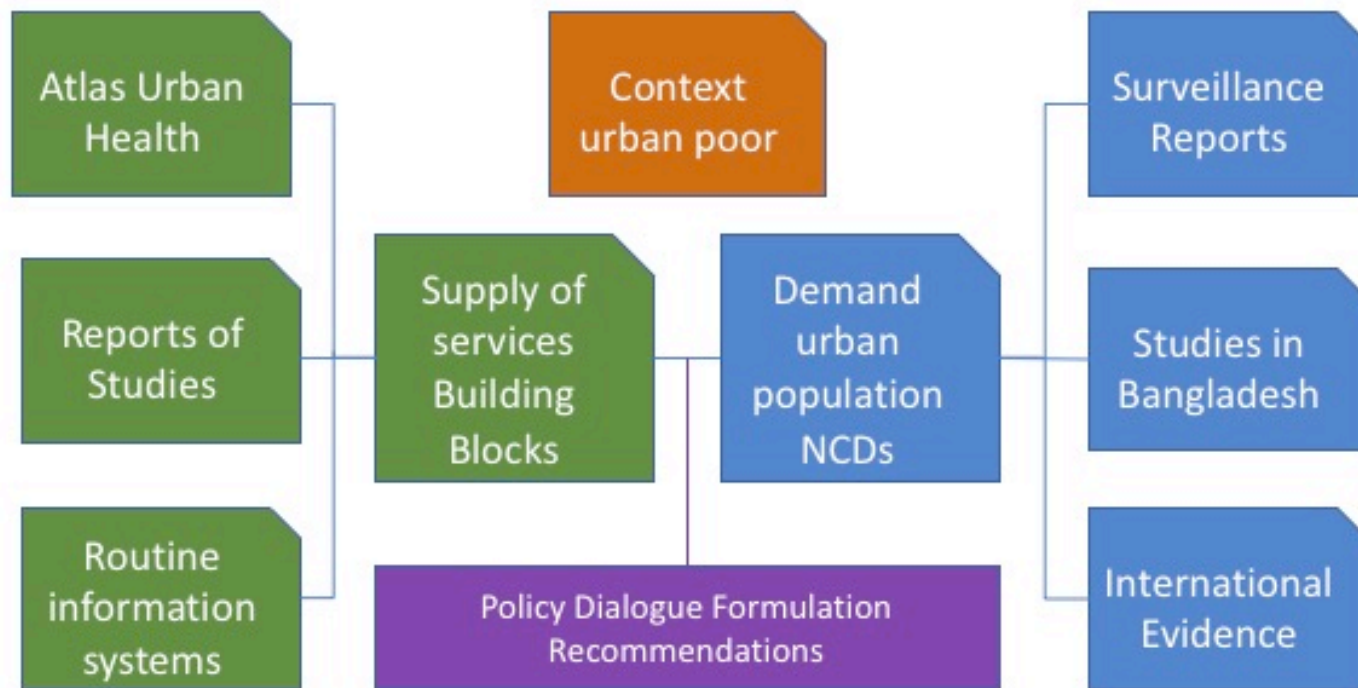 Atlas Urban
Health
Context
urban poor
Surveillance
Reports
Reports of
Studies
Supply of
services
Building
Blocks
Demand
urban
population
NCDs
Studies in
Bangladesh
Routine
information
systems
Policy Dialogue Formulation
Recommendations
International
Evidence